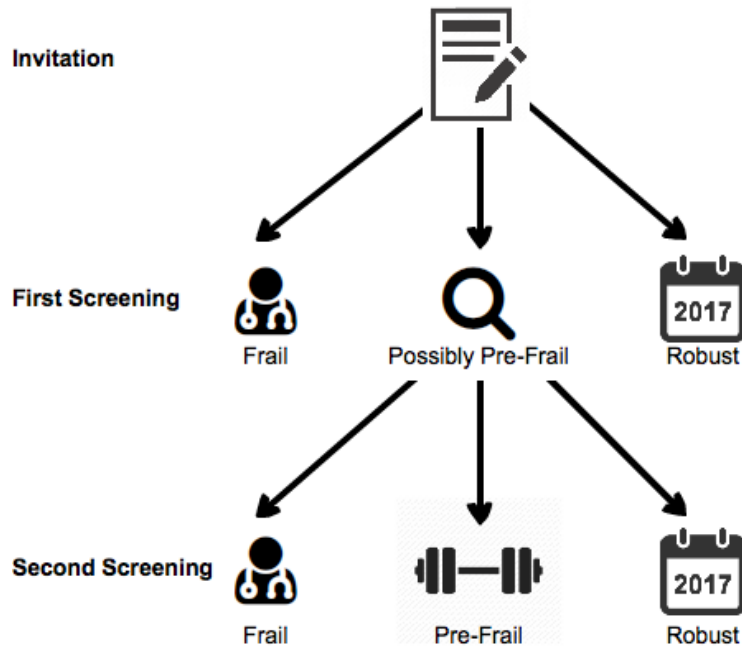 Invitation
First Screening
2017
Frail
Possibly Pre-Frail
Robust
Second Screening
2017
Frail
Pre-Frail
Robust